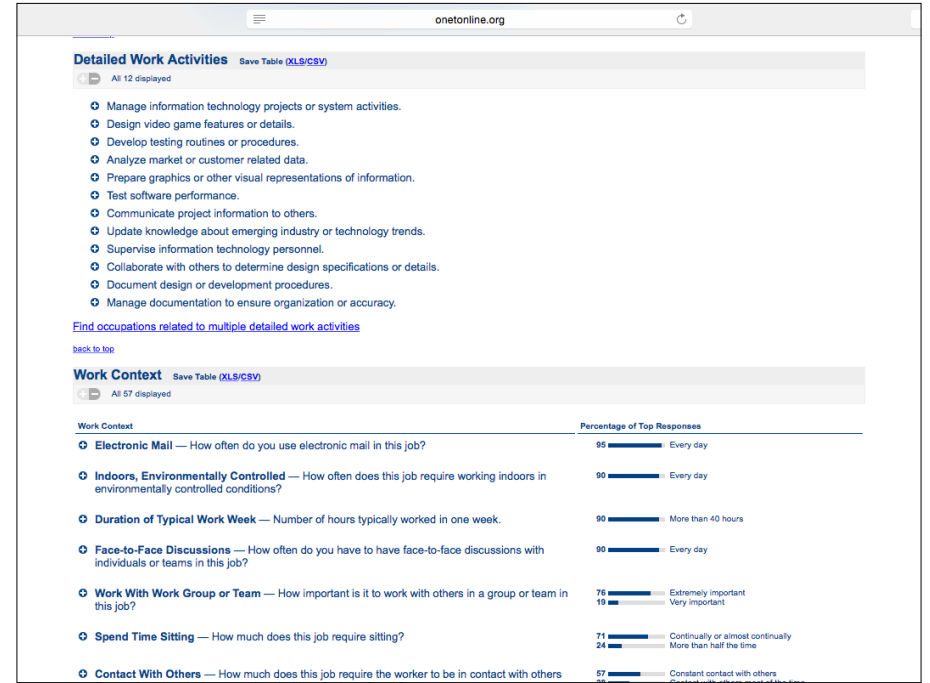 onetonline.org
Detailed Work Activities Save Table (XLS/CSV)
All 12 displayed
Manage information technology projects or system activities.
Design video game features or details.
Develop testing routines or procedures.
Analyze market or customer related data.
Prepare graphics or other visual representations of information.
Test software performance.
Communicate project information to others.
Update knowledge about emerging industry or technology trends.
Supervise information technology personnel.
Collaborate with others to determine design specifications or details.
Document design or development procedures.
Manage documentation to ensure organization or accuracy.
Find occupations related to multiple detailed work activities
back to top
Work Context Save Table (XLS/CSV)
All 57 displayed
Work Context Percentage of Top Responses
Electronic Mail — How often do you use electronic mail in this job? 95 Every day
Indoors, Environmentally Controlled — How often does this job require working indoors in 90 Every day
environmentally controlled conditions?
Duration of Typical Work Week — Number of hours typically worked in one week. 90 More than 40 hours
Face-to-Face Discussions — How often do you have to have face-to-face discussions with 90 Every day
individuals or teams in this job?
Work With Work Group or Team — How important is it to work with others in a group or team in 76 Extremely important
this job? 19 Very important
Spend Time Sitting — How much does this job require sitting? 71 Continually or almost continually
24 More than half the time
Contact With Others — How much does this job require the worker to be in contact with others 57 Constant contact with others